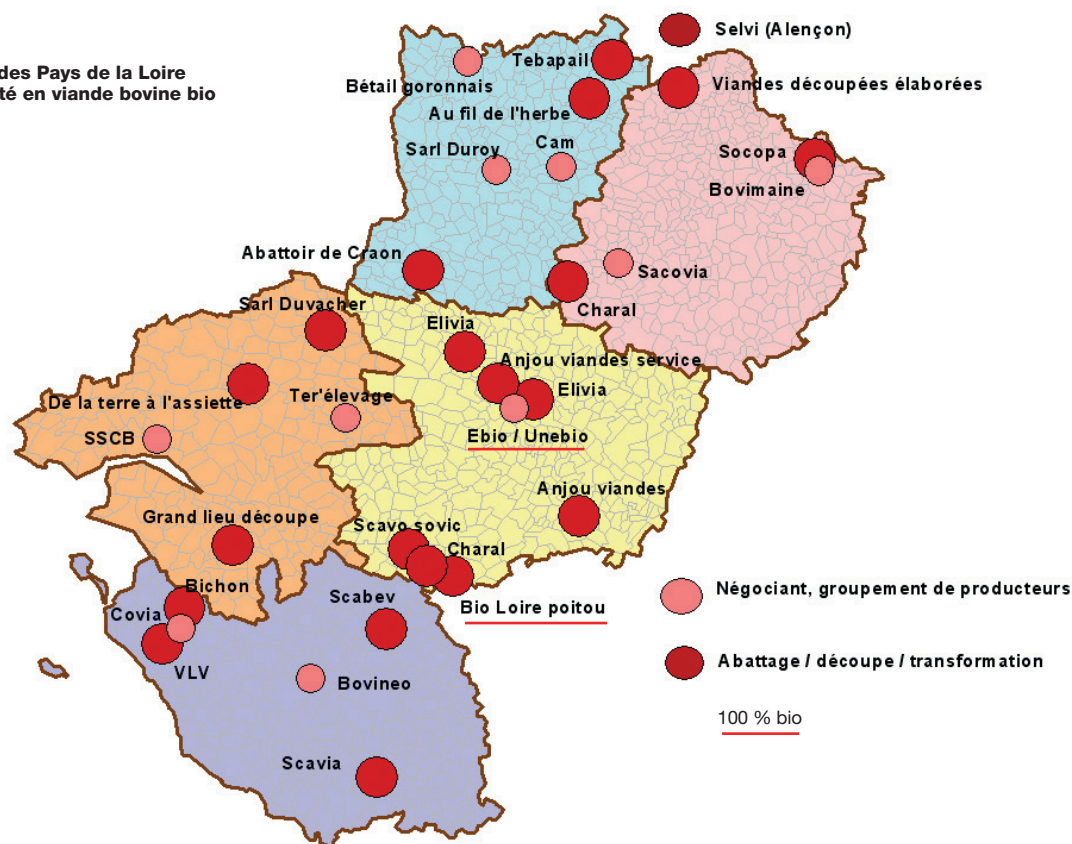 des Pays de la Loire
té en viande bovine bio
Selvi (Alençon)
Tebapail
Bétail goronnais
Viandes découpées élaborées
Au fil de l'herbe
Sarl Duroy
Cam
Socopa
Bovimaine
Abattoir de Craon
Sacovia
Charal
Sarl Duvacher
Elivia
Anjou viandes service
Elivia
De la terre à l'assiette
Ter'élevage
SSCB
Ebio / Unebio
Anjou viandes
Grand lieu découpe
Scavo sovic
Charal
Bichon
Bio Loire poitou
Covia
Scabev
VLV
Bovineo
Scavia
Négociant, groupement de producteurs
Abattage / découpe / transformation
100 % bio